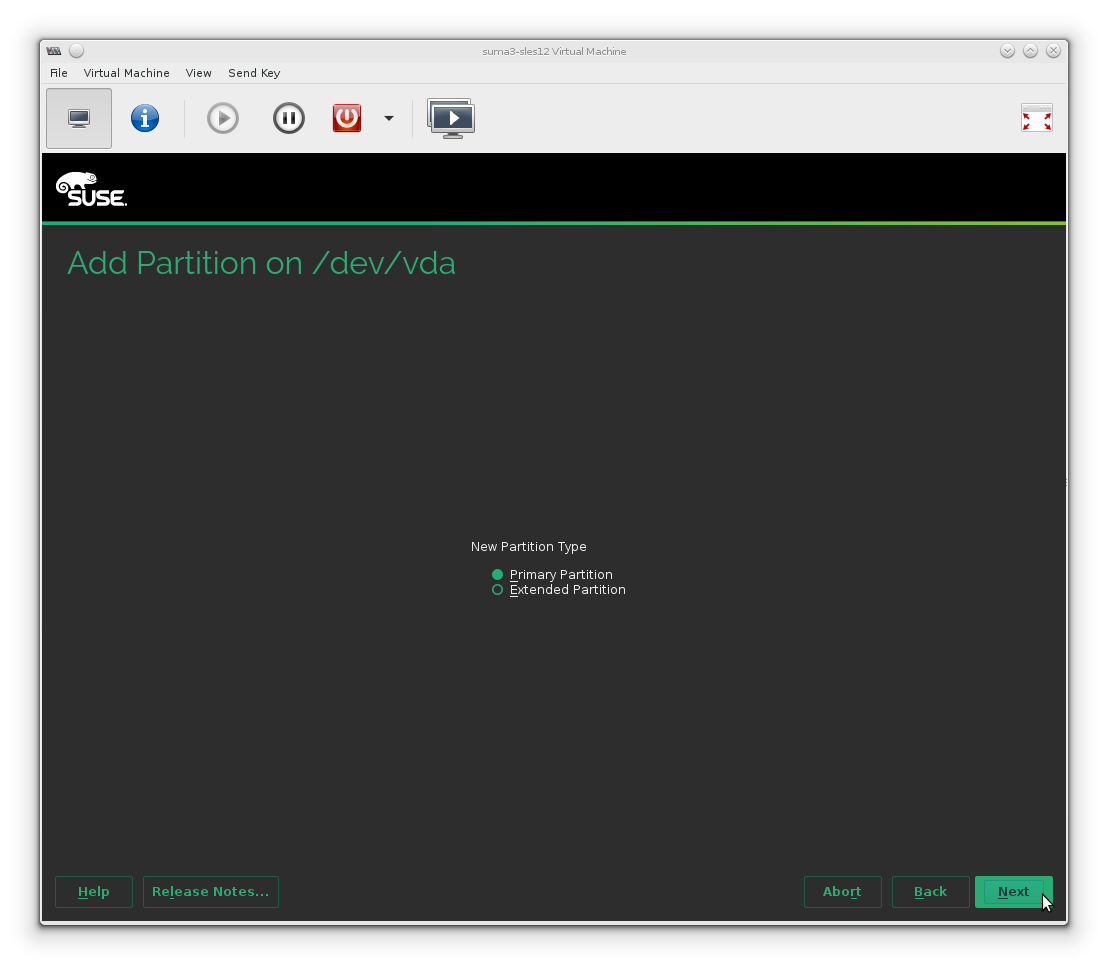 suma3-sles12 Virtual Machine
File Virtual Machine View Send Key
SUSE.
Add Partition on /dev/vda
New Partition Type
Primary Partition
Extended Partition
Help Release Notes... Abort Back Next